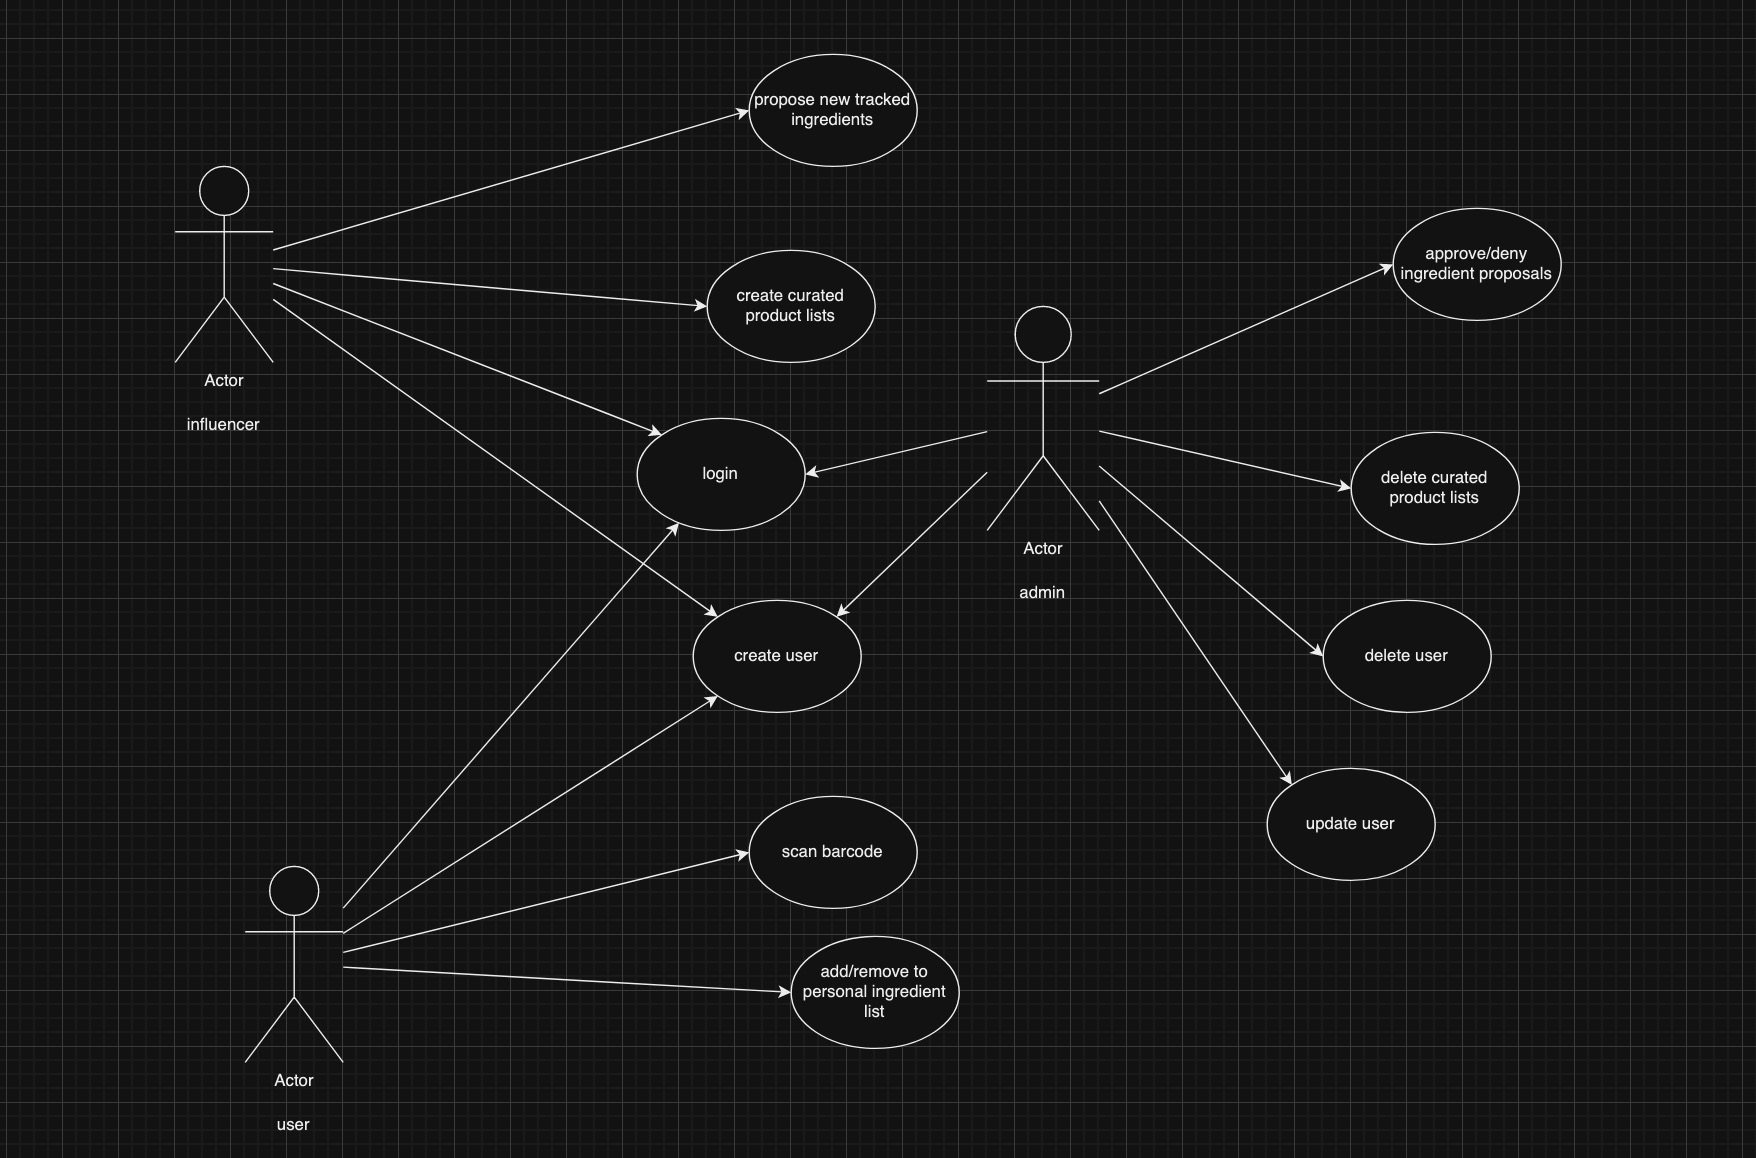 propose new tracked
ingredients
approve/deny
ingredient proposals
create curated
product lists
Actor
influencer
login
delete curated
product lists
Actor
admin
create user
delete user
update user
scan barcode
add/remove to
personal ingredient
list
Actor
user